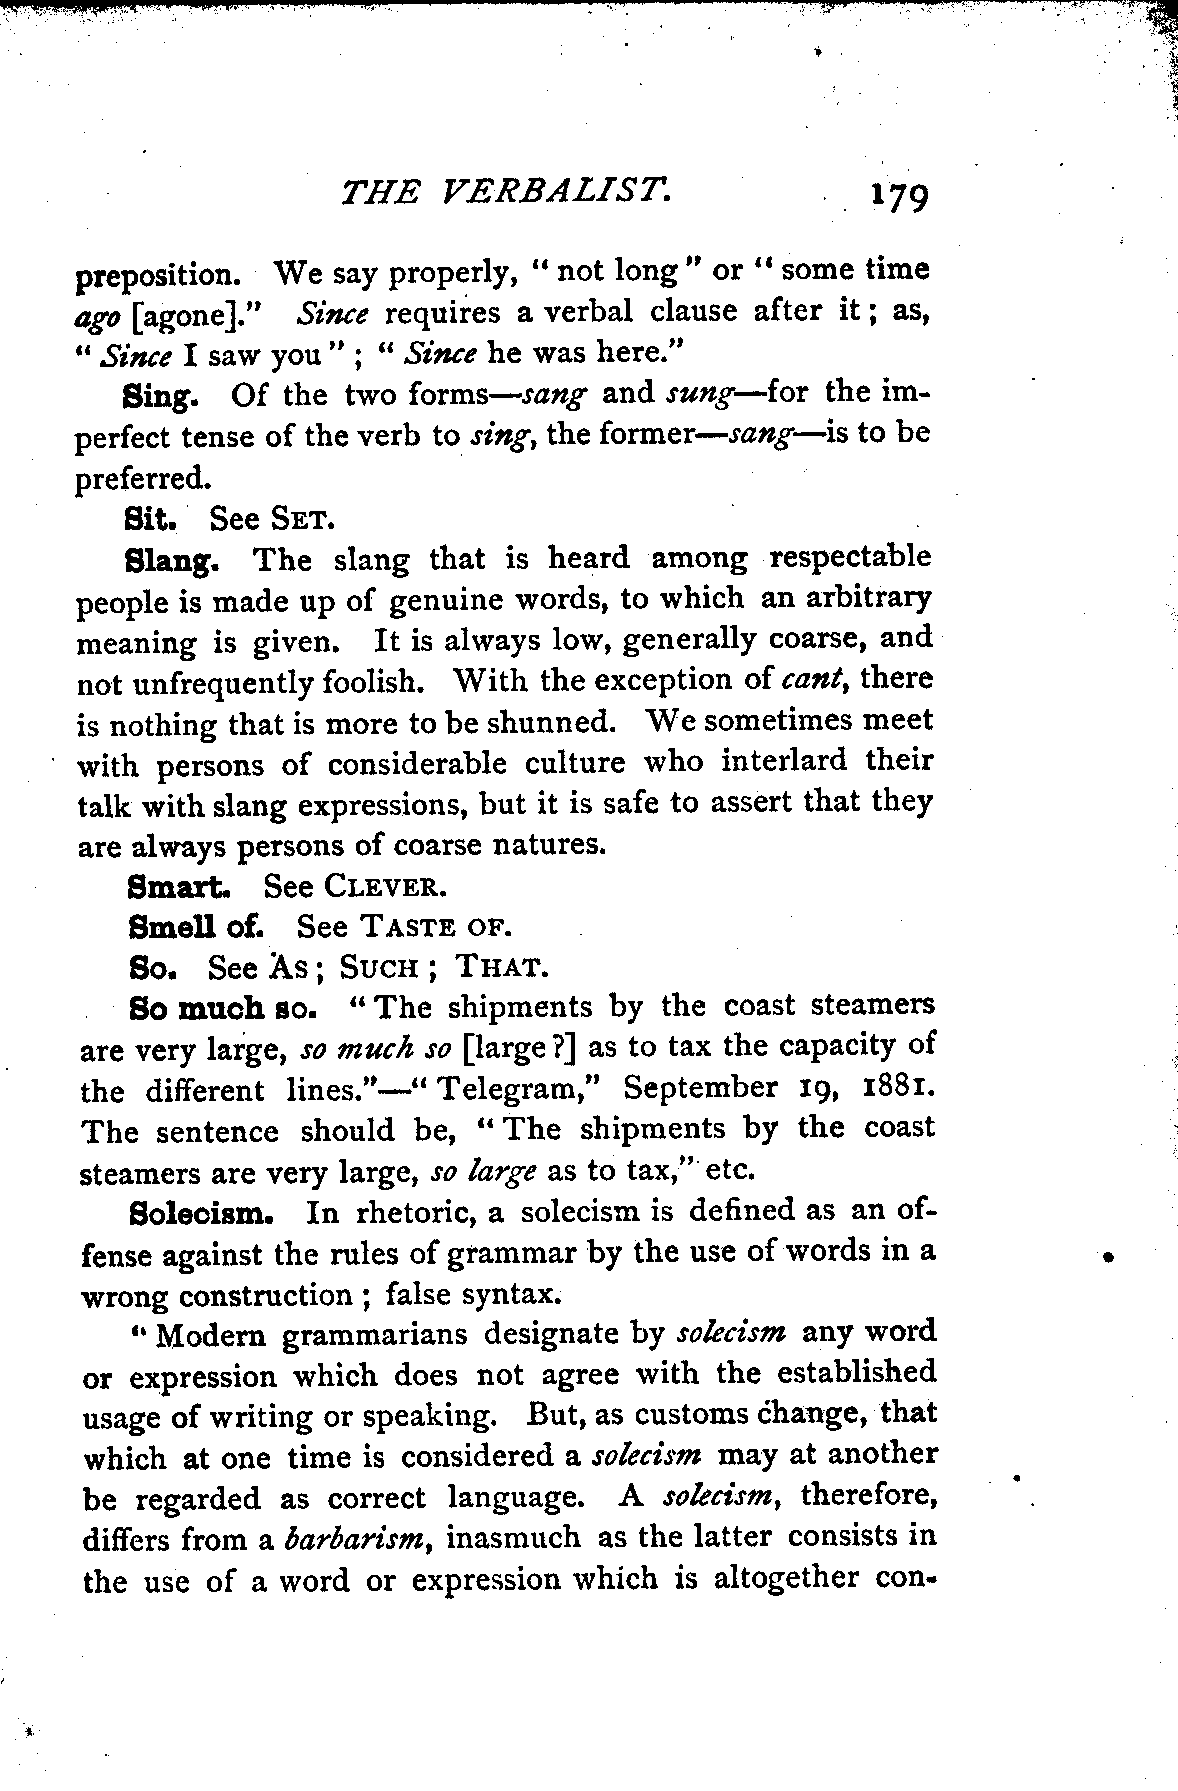 THE VERBALIST. 179
preposition. We say properly, “ not long ” or “ some time
ago [agone].” Since requires a verbal clause after it ; as,
“ Since I saw you ” ; “ Since he was here.”
Sing. Of the two forms—sang and sung—for the im-
perfect tense of the verb to sing, the former—sang—is to be
preferred.
Sit. See SET.
Slang. The slang that is heard among respectable
people is made up of genuine words, to which an arbitrary
meaning is given. It is always low, generally coarse, and
not unfrequently foolish. With the exception of cant, there
is nothing that is more to be shunned. We sometimes meet
with persons of considerable culture who interlard their
talk with slang expressions, but it is safe to assert that they
are always persons of coarse natures.
Smart. See CLEVER.
Smell of. See TASTE OF.
So. See AS ; SUCH ; THAT.
So much so. “ The shipments by the coast steamers
are very large, so much so [large ?] as to tax the capacity of
the different lines.”—“ Telegram,” September 19, 1881.
The sentence should be, “ The shipments by the coast
steamers are very large, so large as to tax,” etc.
Solecism. In rhetoric, a solecism is defined as an of-
fense against the rules of grammar by the use of words in a
wrong construction ; false syntax.
“ Modern grammarians designate by solecism any word
or expression which does not agree with the established
usage of writing or speaking. But, as customs change, that
which at one time is considered a solecism may at another
be regarded as correct language. A solecism, therefore,
differs from a barbarism, inasmuch as the latter consists in
the use of a word or expression which is altogether con-